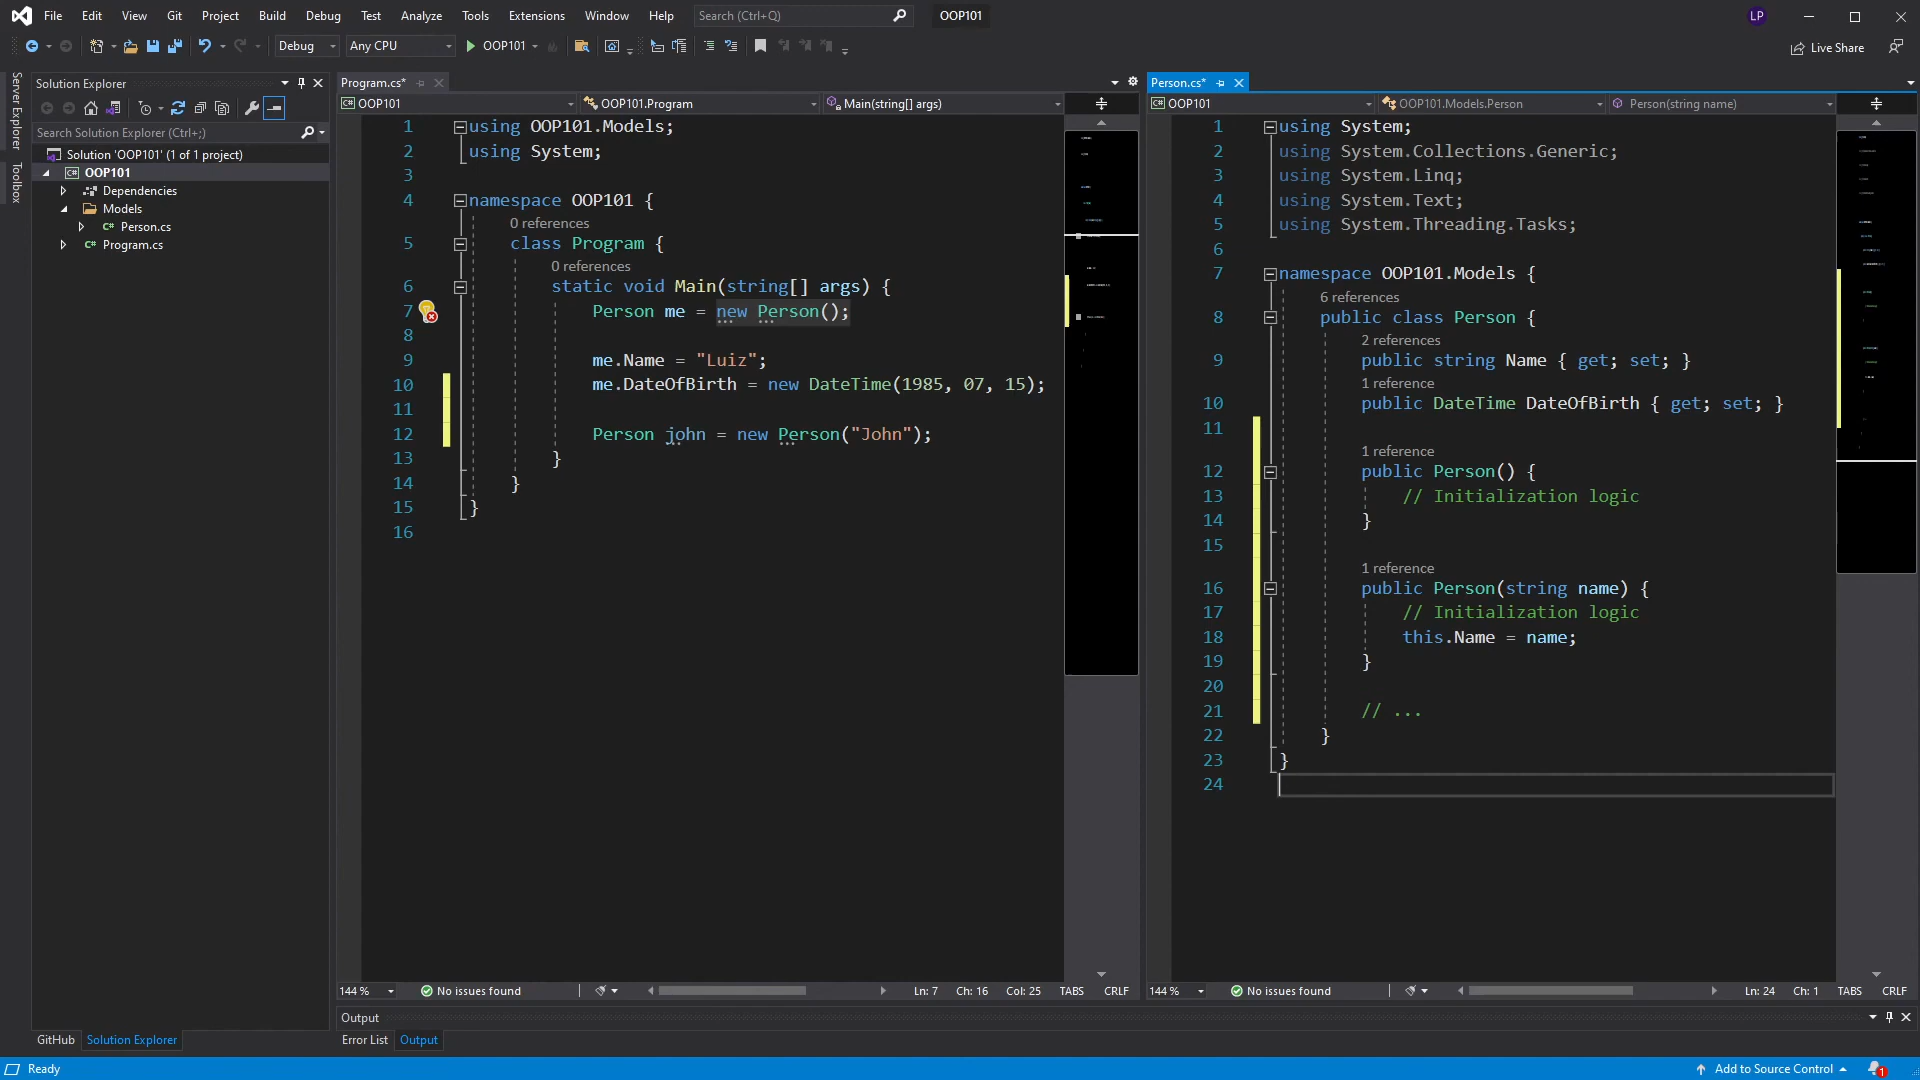 File Edit View Git Project Build Debug Test Analyze Tools Extensions Window Help Search (Ctrl+Q) OOP101 LP
Debug Any CPU OOP101 Live Share
Server Explorer
Toolbox
Solution Explorer
Search Solution Explorer (Ctrl+;)
Solution 'OOP101' (1 of 1 project)
OOP101
Dependencies
Models
C# Person.cs
C# Program.cs
Program.cs*
C# OOP101 OOP101.Program Main(string[] args)
1 using OOP101.Models;
2 using System;
3
4 namespace OOP101 {
0 references
5 class Program {
0 references
6 static void Main(string[] args) {
7 Person me = new Person();
8
9 me.Name = "Luiz";
10 me.DateOfBirth = new DateTime(1985, 07, 15);
11
12 Person john = new Person("John");
13 }
14 }
15 }
16
144 % No issues found Ln: 7 Ch: 16 Col: 25 TABS CRLF
Person.cs*
C# OOP101 OOP101.Models.Person Person(string name)
1 using System;
2 using System.Collections.Generic;
3 using System.Linq;
4 using System.Text;
5 using System.Threading.Tasks;
6
7 namespace OOP101.Models {
6 references
8 public class Person {
2 references
9 public string Name { get; set; }
1 reference
10 public DateTime DateOfBirth { get; set; }
11
1 reference
12 public Person() {
13 // Initialization logic
14 }
15
1 reference
16 public Person(string name) {
17 // Initialization logic
18 this.Name = name;
19 }
20
21 // ...
22 }
23 }
24
144 % No issues found Ln: 24 Ch: 1 TABS CRLF
Output
GitHub Solution Explorer Error List Output
Ready Add to Source Control 1